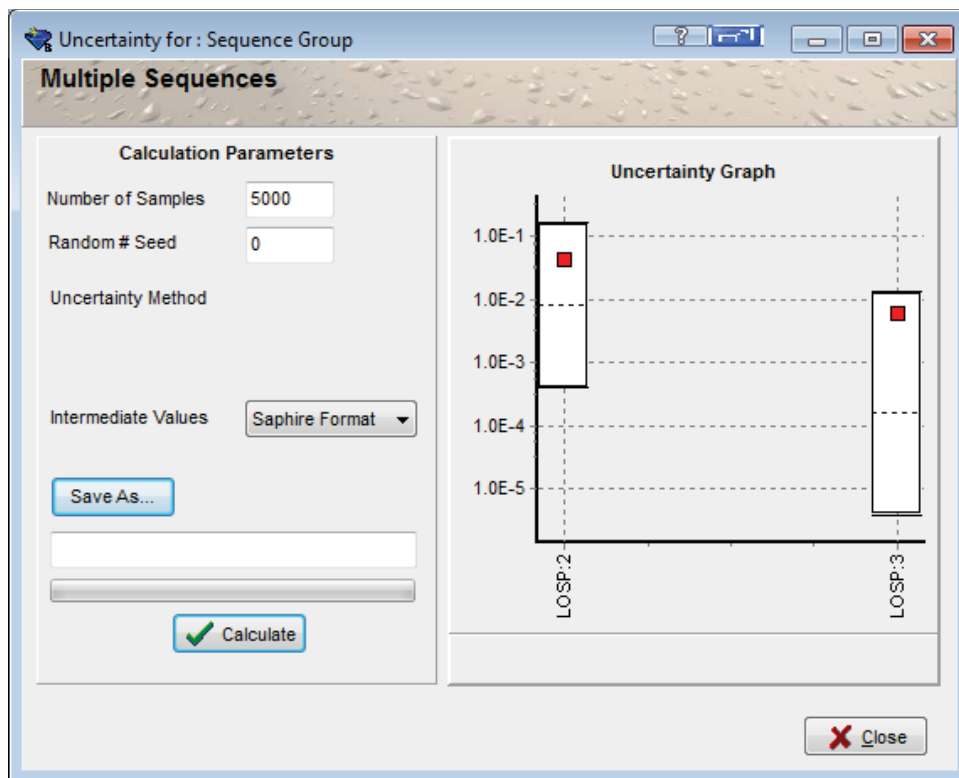 Uncertainty for : Sequence Group
?
Multiple Sequences
Calculation Parameters
Number of Samples
5000
Random # Seed
0
Uncertainty Method
Intermediate Values
Saphire Format
Save As...
Calculate
Uncertainty Graph
1.0E-1
1.0E-2
1.0E-3
1.0E-4
1.0E-5
LOSP:2
LOSP:3
Close